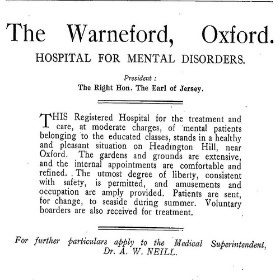 The Warneford, Oxford.
HOSPITAL FOR MENTAL DISORDERS.
President:
The Right Hon. The Earl of Jersey.
THIS Registered Hospital for the treatment and
care, at moderate charges, of mental patients
belonging to the educated classes, stands in a healthy
and pleasant situation on Headington Hill, near
Oxford. The gardens and grounds are extensive,
and the internal appointments are comfortable and
refined. The utmost degree of liberty, consistent
with safety, is permitted, and amusements and
occupation are amply provided. Patients are sent,
for change, to seaside during summer. Voluntary
boarders are also received for treatment.
For further particulars apply to the Medical Superintendent,
Dr. A. W. NEILL.